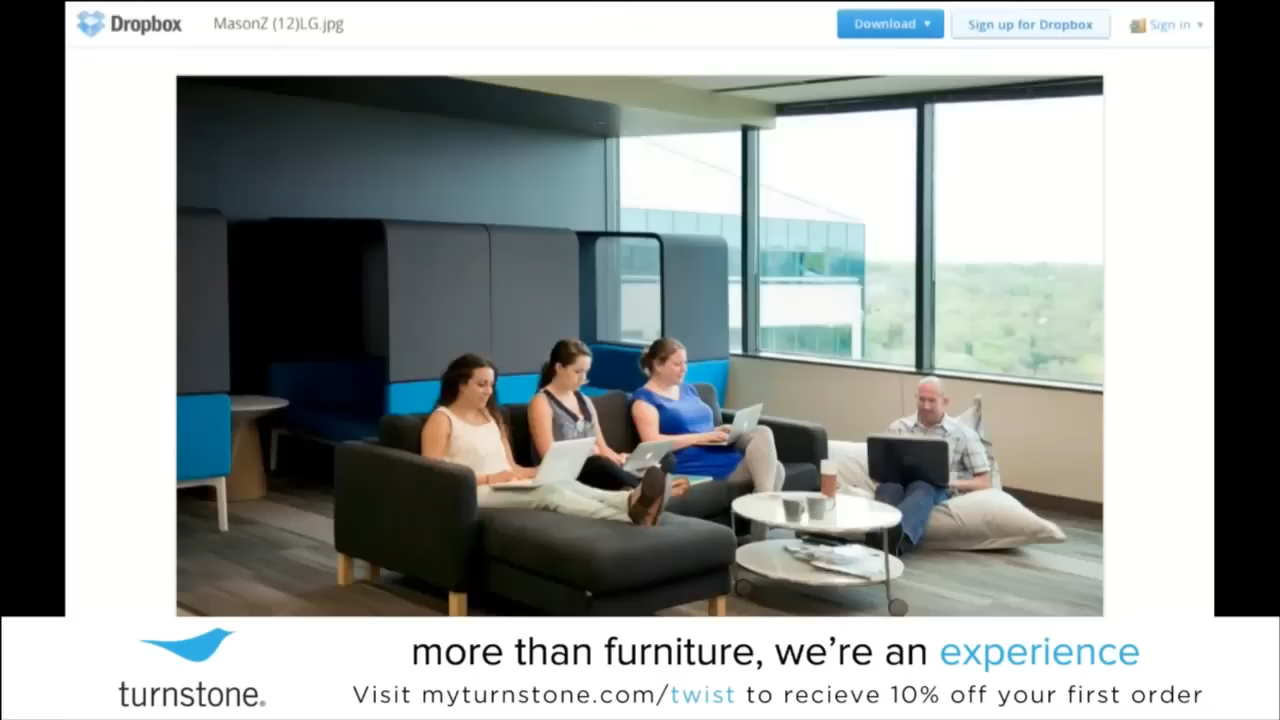 Dropbox MasonZ (12)LG.jpg Download Sign up for Dropbox Sign in
more than furniture, we're an experience
turnstone.
Visit myturnstone.com/twist to recieve 10% off your first order